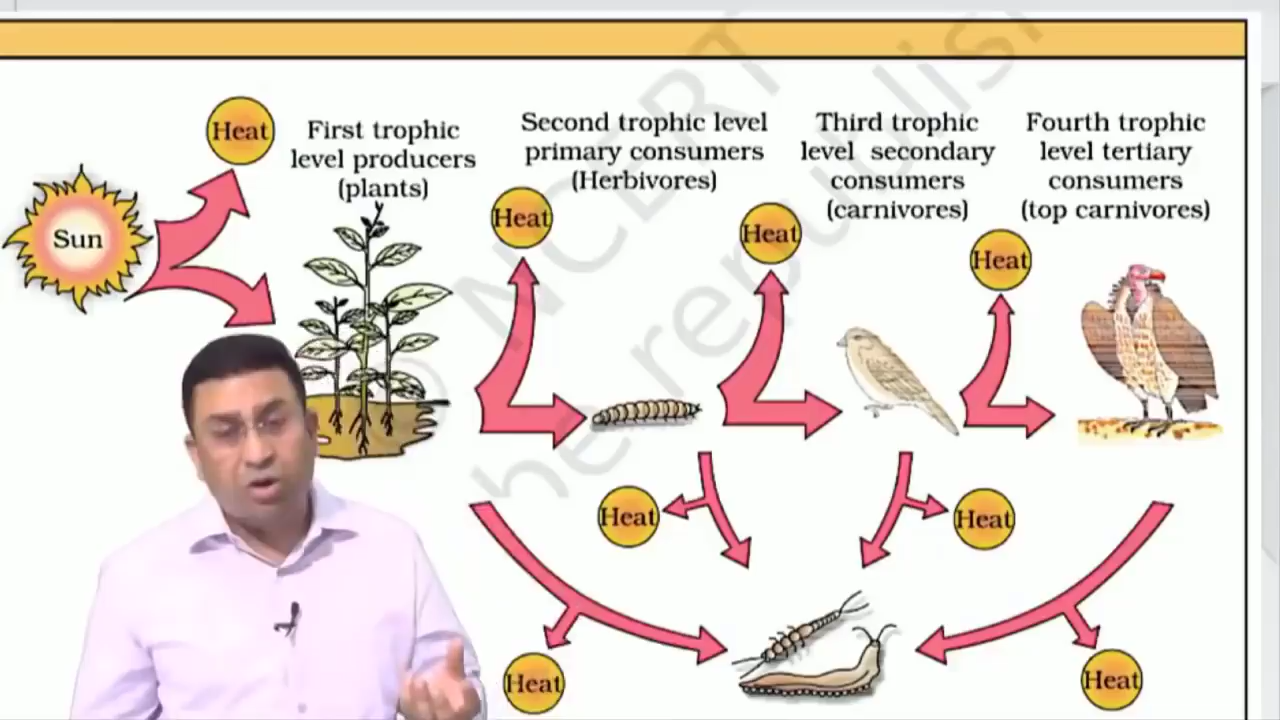 Heat
Sun
First trophic
level producers
(plants)
Second trophic level
primary consumers
(Herbivores)
Heat
Third trophic
level secondary
consumers
(carnivores)
Heat
Fourth trophic
level tertiary
consumers
(top carnivores)
Heat
Heat
Heat
Heat
Heat
© NCERT